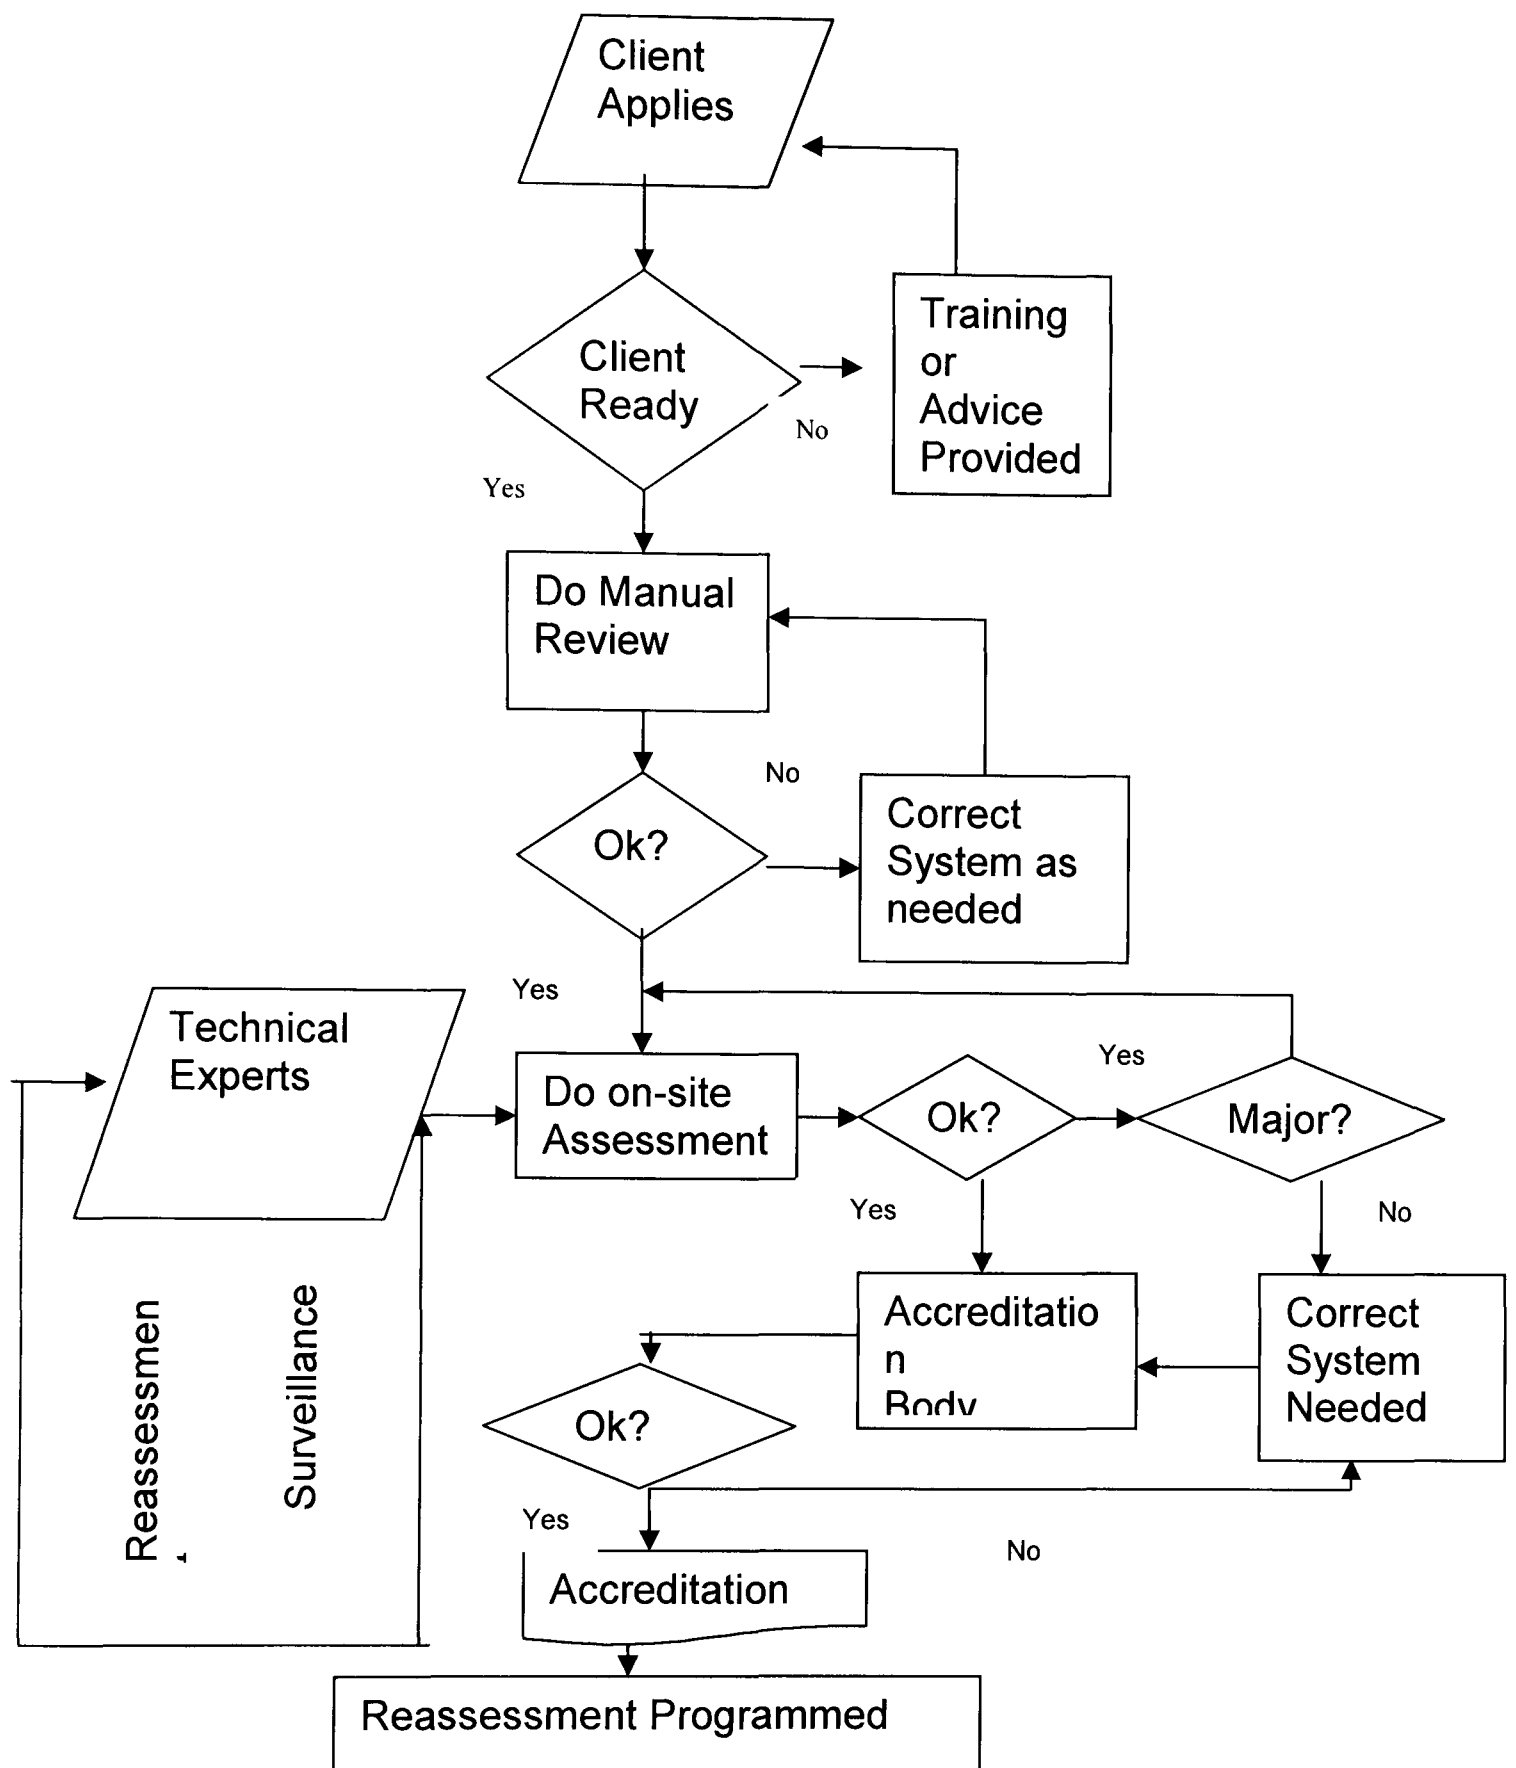 Client
Applies
Training
or
Advice
Provided
Client
Ready
No
Yes
Do Manual
Review
No
Correct
System as
needed
Ok?
Yes
Technical
Experts
Do on-site
Assessment
Ok?
Yes
Major?
Yes
No
Accreditatio
n
Body
Correct
System
Needed
Reassessmen
Surveillance
Ok?
Yes
No
Accreditation
Reassessment Programmed